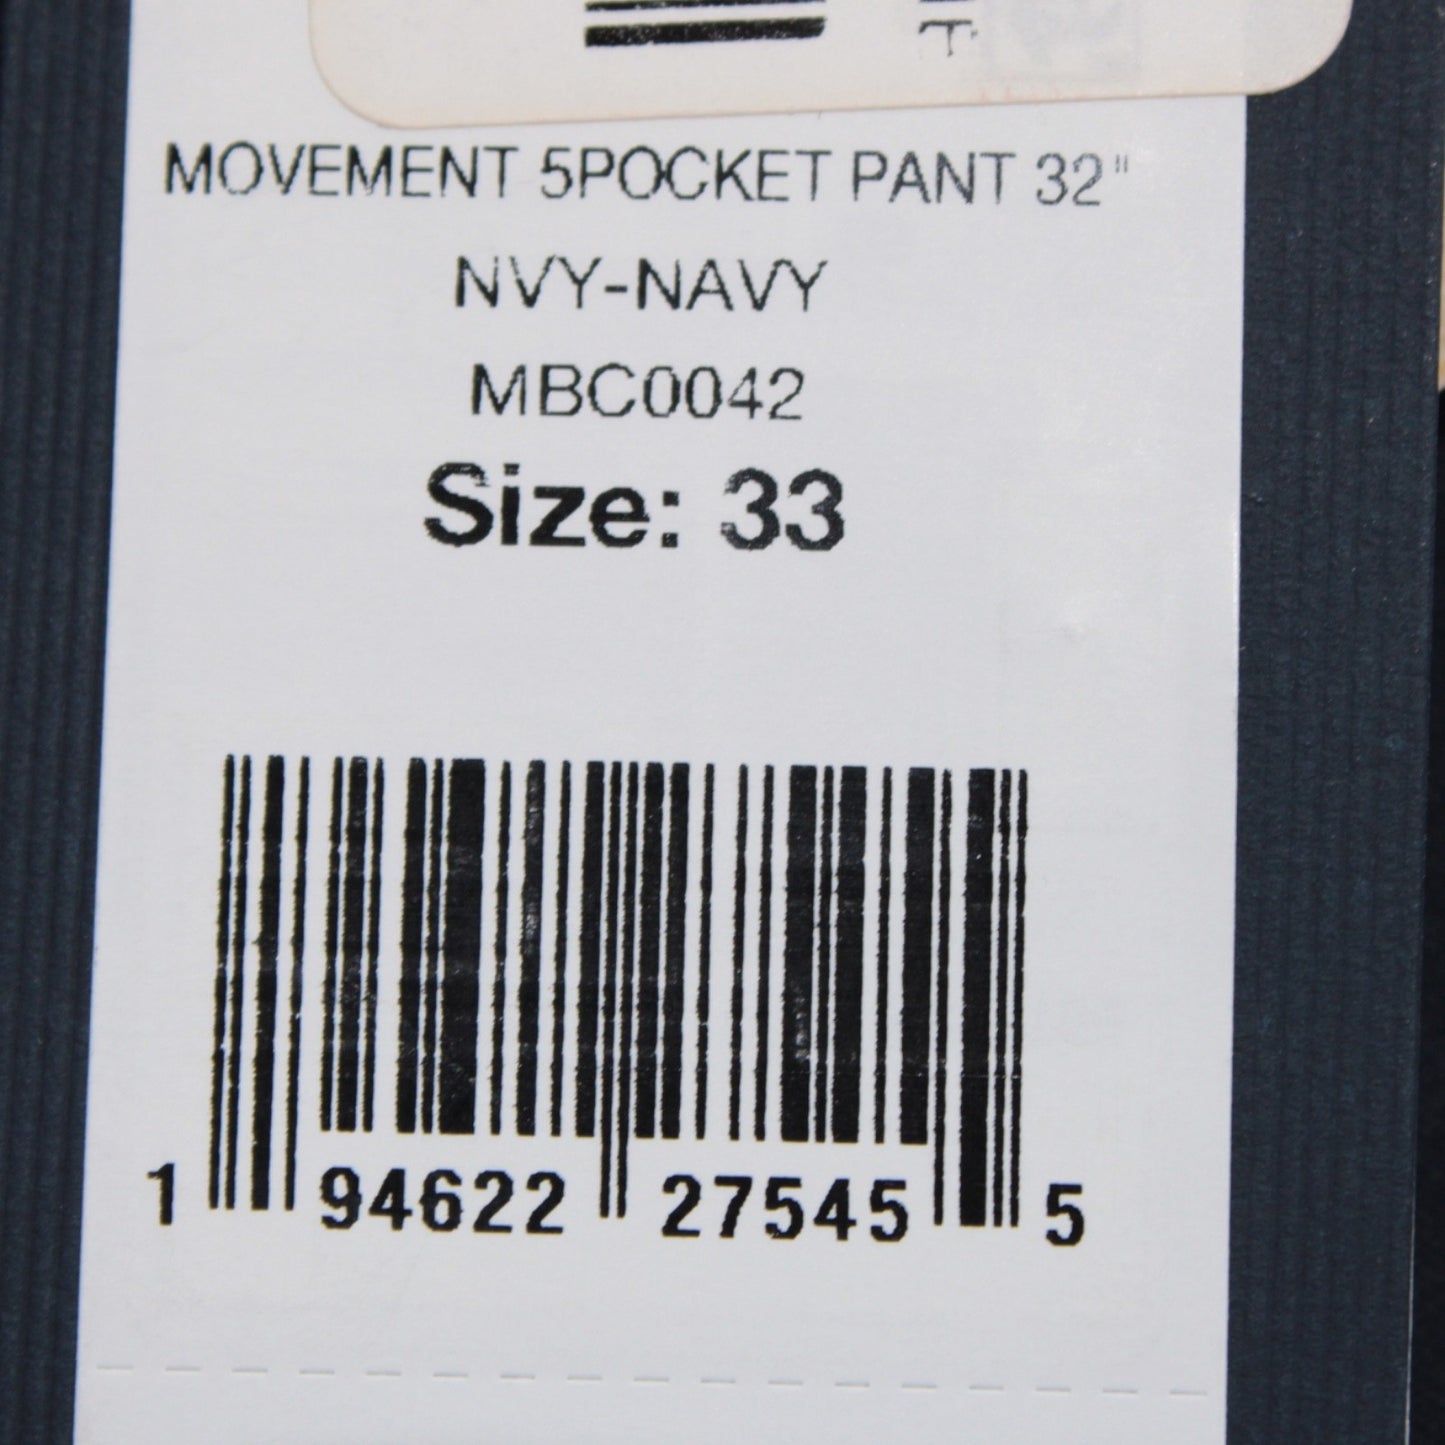 MOVEMENT 5POCKET PANT 32"
NVY-NAVY
MBC0042
Size: 33
1 94622 27545 5